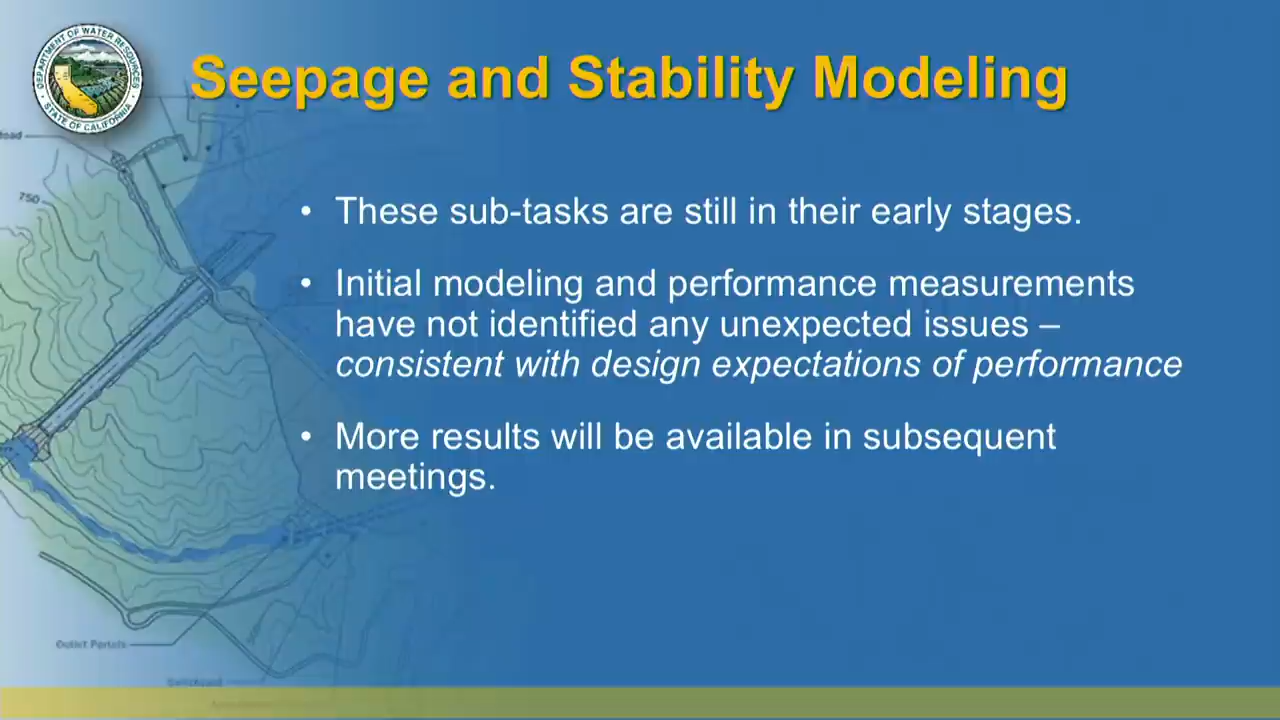 DEPARTMENT OF WATER RESOURCES
STATE OF CALIFORNIA
Seepage and Stability Modeling
750
• These sub-tasks are still in their early stages.
• Initial modeling and performance measurements
have not identified any unexpected issues –
consistent with design expectations of performance
• More results will be available in subsequent
meetings.
Outlet Portals